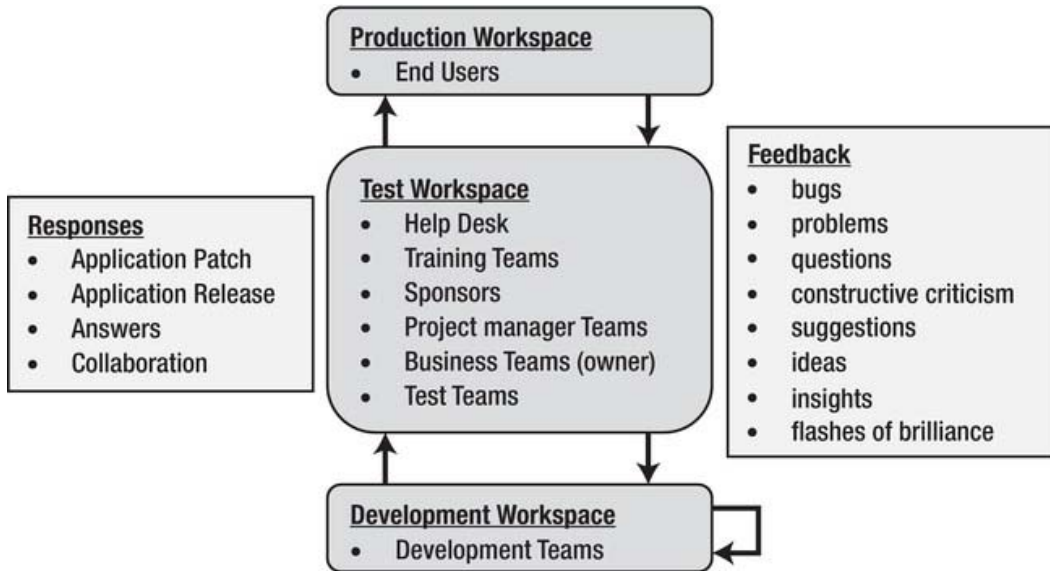 Production Workspace
• End Users
Responses
• Application Patch
• Application Release
• Answers
• Collaboration
Test Workspace
• Help Desk
• Training Teams
• Sponsors
• Project manager Teams
• Business Teams (owner)
• Test Teams
Feedback
• bugs
• problems
• questions
• constructive criticism
• suggestions
• ideas
• insights
• flashes of brilliance
Development Workspace
• Development Teams